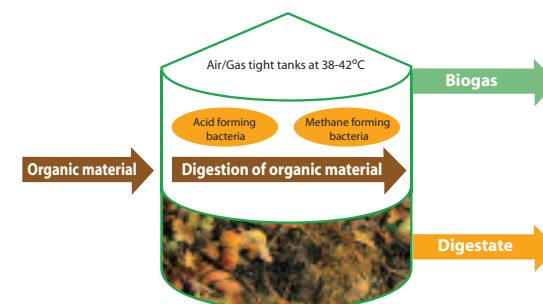 Air/Gas tight tanks at 38-42°C
Biogas
Acid forming
bacteria
Methane forming
bacteria
Organic material
Digestion of organic material
Digestate